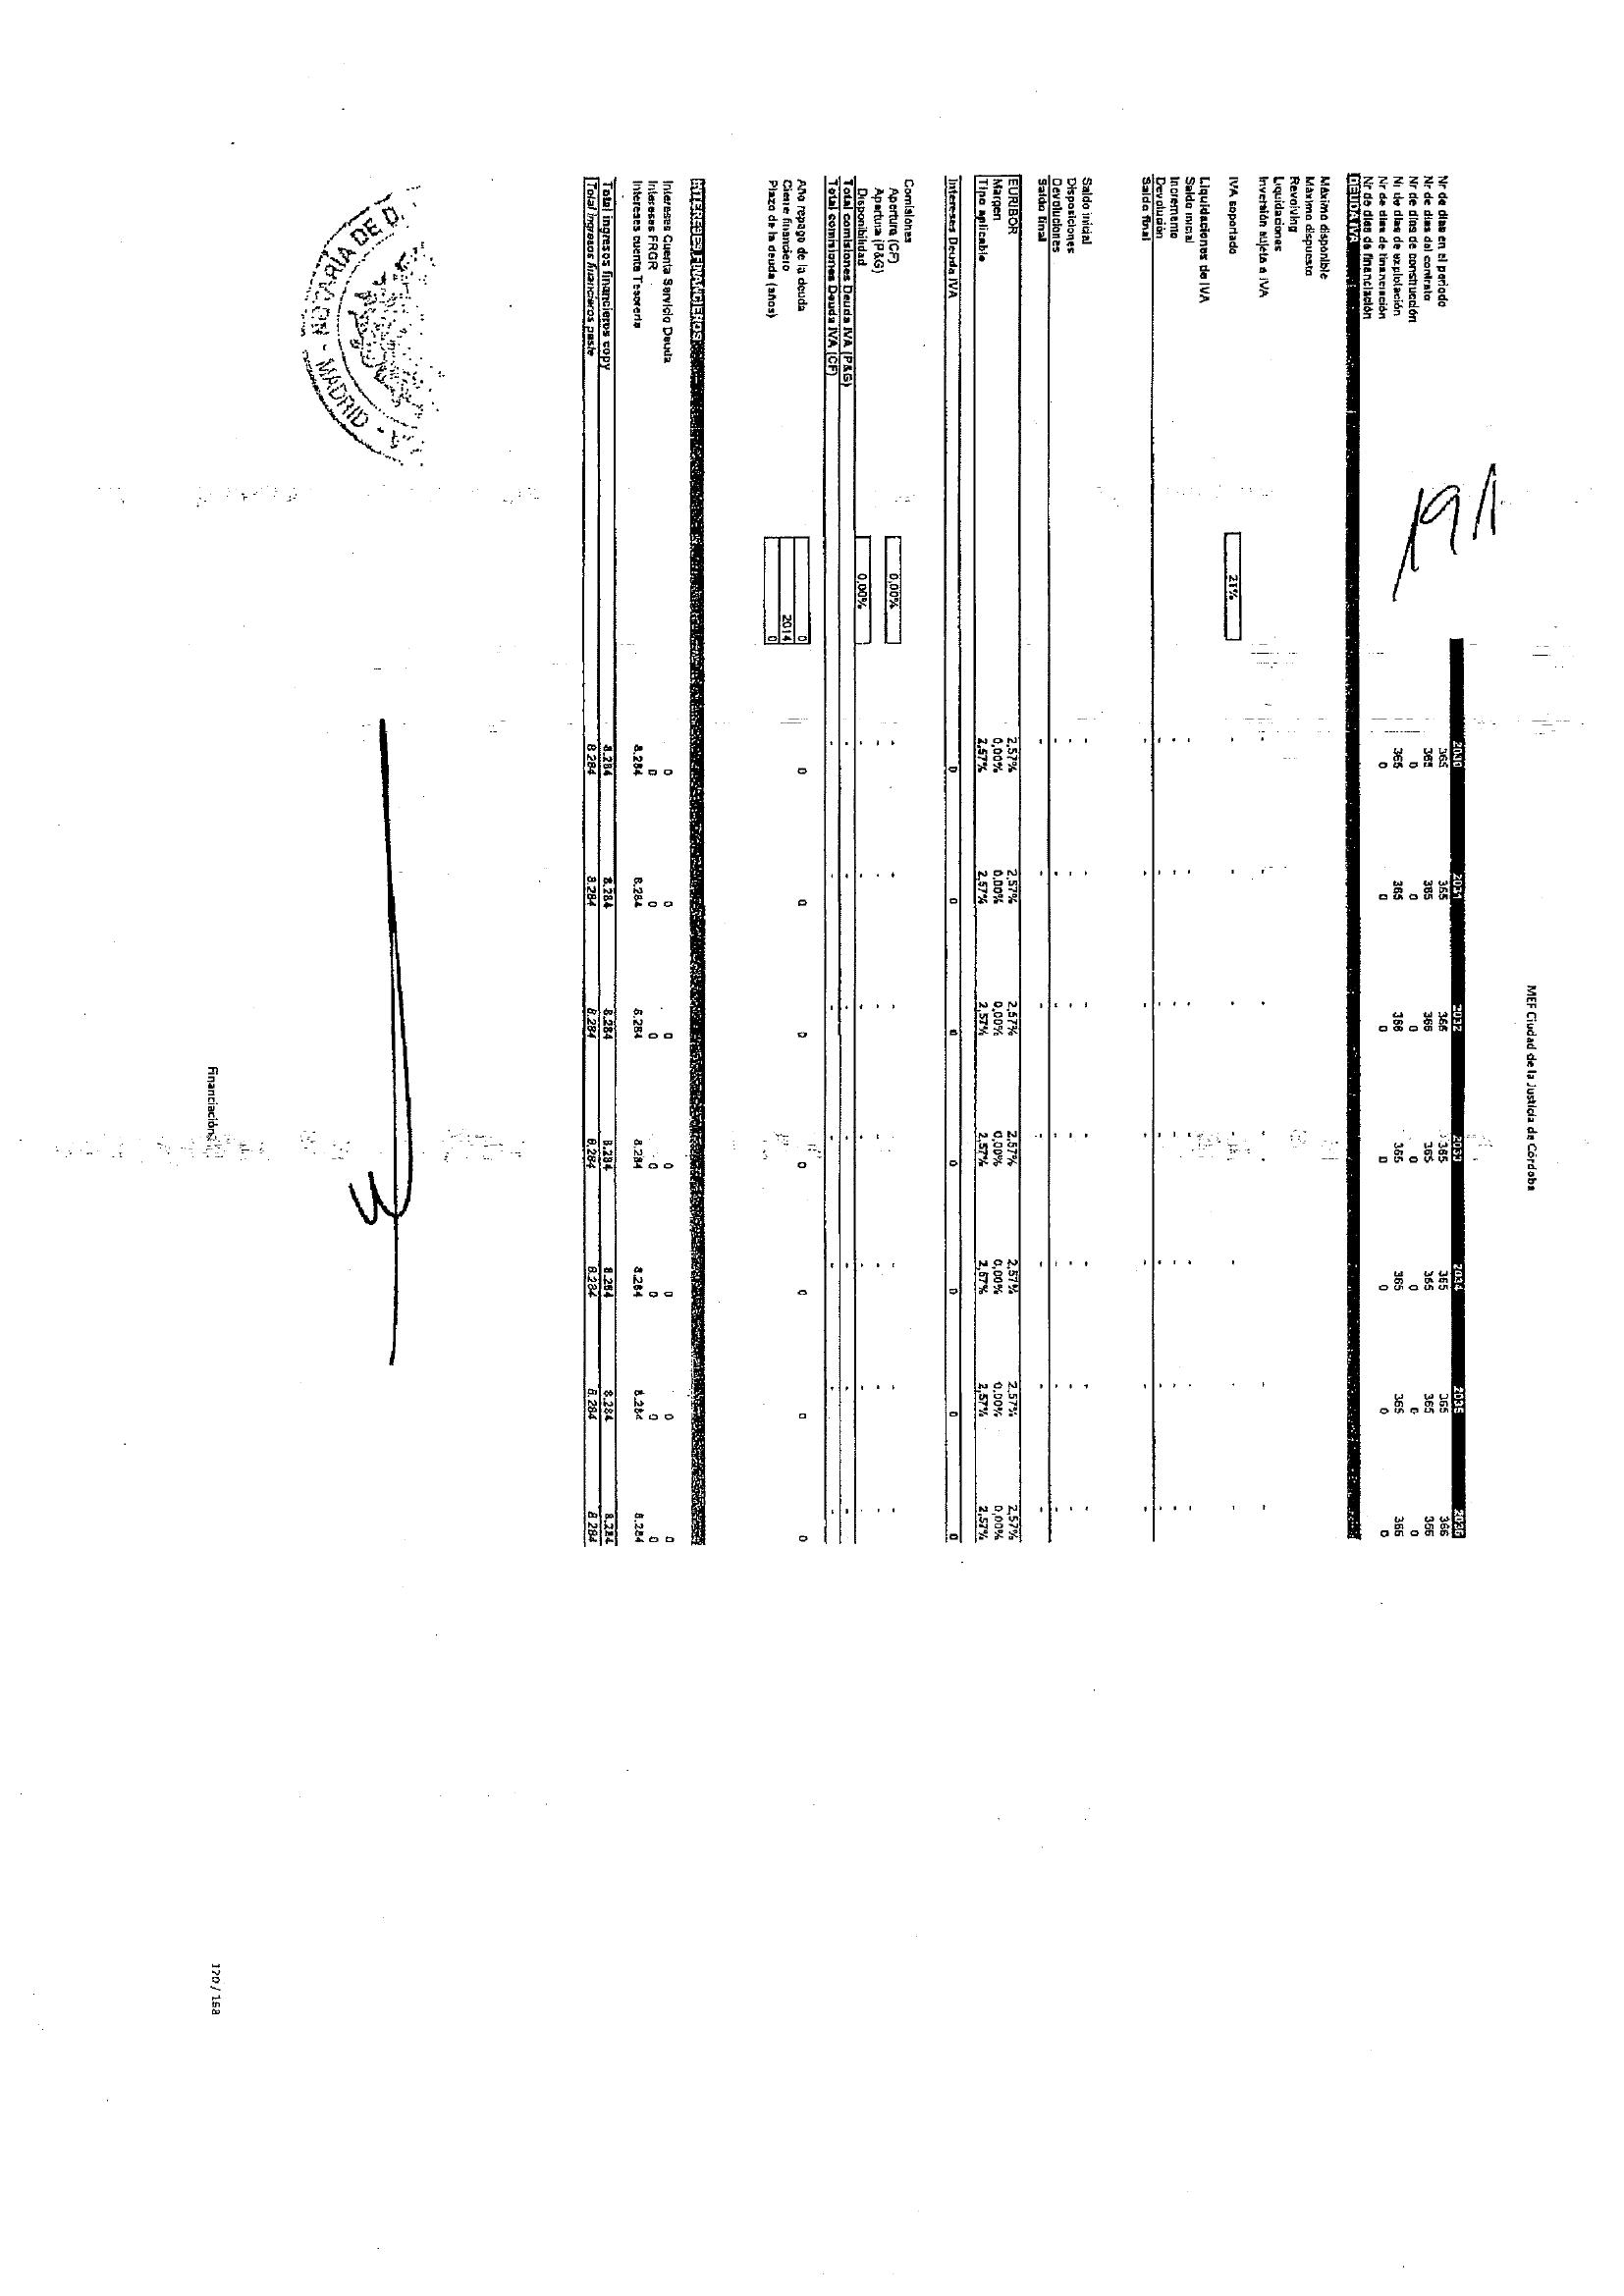 MEF Ciudad de la Justicia de Córdoba
191
2030 2031 2032 2033 2034 2035 2036
Nr de días en el periodo 365 365 366 365 365 365 366
Nr de días del contrato 365 365 366 365 365 365 366
Nr de días de construcción 0 0 0 0 0 0 0
Nr de días de explotación 365 365 366 365 365 365 366
Nr de días de financiación 0 0 0 0 0 0 0
Nr de días de financiación
DEUDA IVA
Máximo disponible
Máximo dispuesto
Revolving
Liquidaciones
Inversión sujeta a IVA - - - - - -
IVA soportado 21% - - - - - - -
Liquidaciones de IVA
Saldo inicial - - - - - - -
Incremento - - - - - - -
Devolución - - - - - - -
Saldo final - - - - - - -
Saldo inicial - - - - - - -
Disposiciones - - - - - - -
Devoluciones - - - - - - -
Saldo final - - - - - - -
EURIBOR 2,57% 2,57% 2,57% 2,57% 2,57% 2,57% 2,57%
Margen 0,00% 0,00% 0,00% 0,00% 0,00% 0,00% 0,00%
Tipo aplicable 2,57% 2,57% 2,57% 2,57% 2,57% 2,57% 2,57%
Intereses Deuda IVA 0 0 0 0 0 0 0
Comisiones
Apertura (CF) 0,00% - - - - - - -
Apertura (P&G) - - - - - - -
Disponibilidad 0,00% - - - - - - -
Total comisiones Deuda IVA (P&G) - - - - - - -
Total comisiones Deuda IVA (CF) - - - - - - -
Año repago de la deuda 0 0 0 0 0 0 0 0
Cierre financiero 2014
Plazo de la deuda (años) 0
INTERESES FINANCIEROS
Intereses Cuenta Servicio Deuda 0 0 0 0 0 0 0
Intereses FRGR 0 0 0 0 0 0 0
Intereses cuenta Tesorería 8.284 8.284 8.284 8.284 8.284 8.284 8.284
Total ingresos financieros copy 8.284 8.284 8.284 8.284 8.284 8.284 8.284
Total ingresos financieros paste 8.284 8.284 8.284 8.284 8.284 8.284 8.284
NOTARÍA DE D.
- MADRID -
Financiación
120 / 158